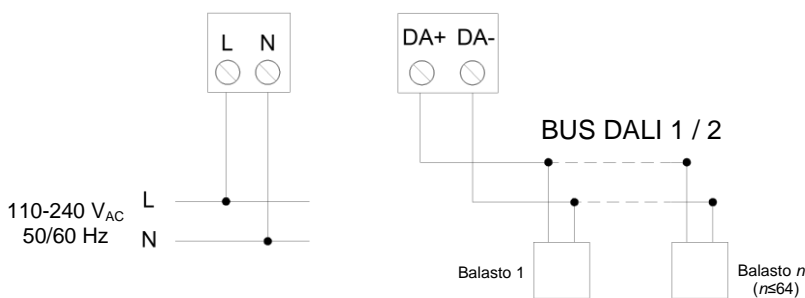 L N
DA+ DA-
BUS DALI 1 / 2
110-240 VAC
50/60 Hz
L
N
Balasto 1
Balasto n
(n≤64)